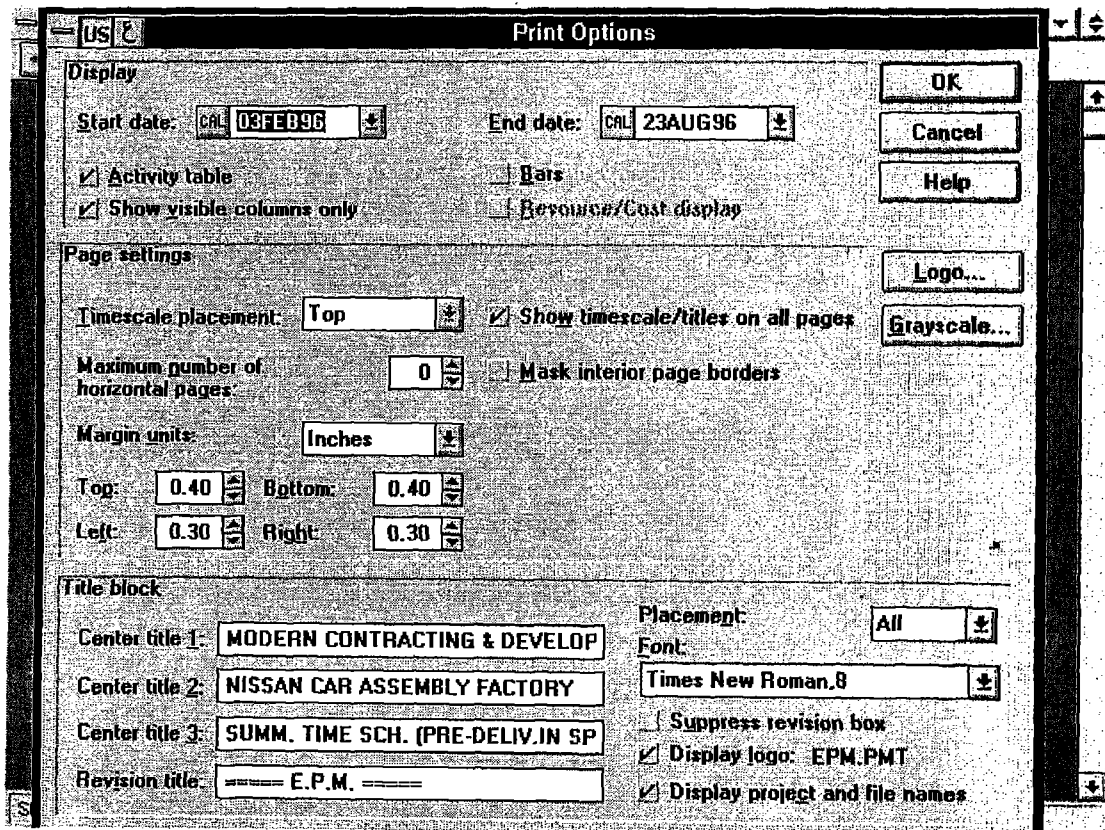 US
Print Options
Display
OK
Start date: CAL 03FEB96
End date: CAL 23AUG96
Cancel
Activity table
Bars
Help
Show visible columns only
Resource/Cost display
Page settings
Logo...
Timescale placement: Top
Show timescale/titles on all pages
Grayscale...
Maximum number of
horizontal pages: 0
Mask interior page borders
Margin units: Inches
Top: 0.40 Bottom: 0.40
Left: 0.30 Right: 0.30
Title block
Placement: All
Center title 1: MODERN CONTRACTING & DEVELOP
Font:
Center title 2: NISSAN CAR ASSEMBLY FACTORY
Times New Roman,8
Suppress revision box
Center title 3: SUMM. TIME SCH. (PRE-DELIV.IN SP
Display logo: EPM.PMT
Revision title: ===== E.P.M. =====
Display project and file names
S